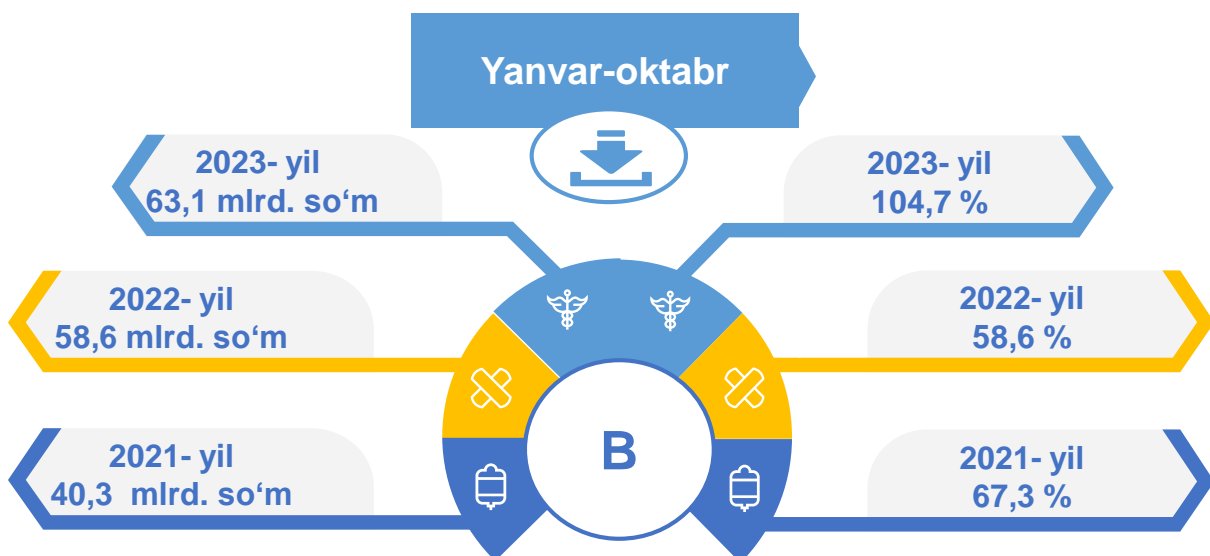 Yanvar-oktabr
2023- yil
63,1 mlrd. so‘m
2023- yil
104,7 %
2022- yil
58,6 mlrd. so‘m
2022- yil
58,6 %
B
2021- yil
40,3 mlrd. so‘m
2021- yil
67,3 %